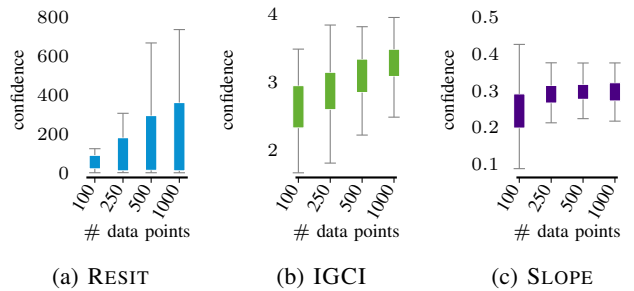 800
600
400
200
0
confidence
100
250
500
1000
# data points
(a) RESIT
4
3
2
confidence
100
250
500
1000
# data points
(b) IGCI
0.5
0.4
0.3
0.2
0.1
confidence
100
250
500
1000
# data points
(c) SLOPE